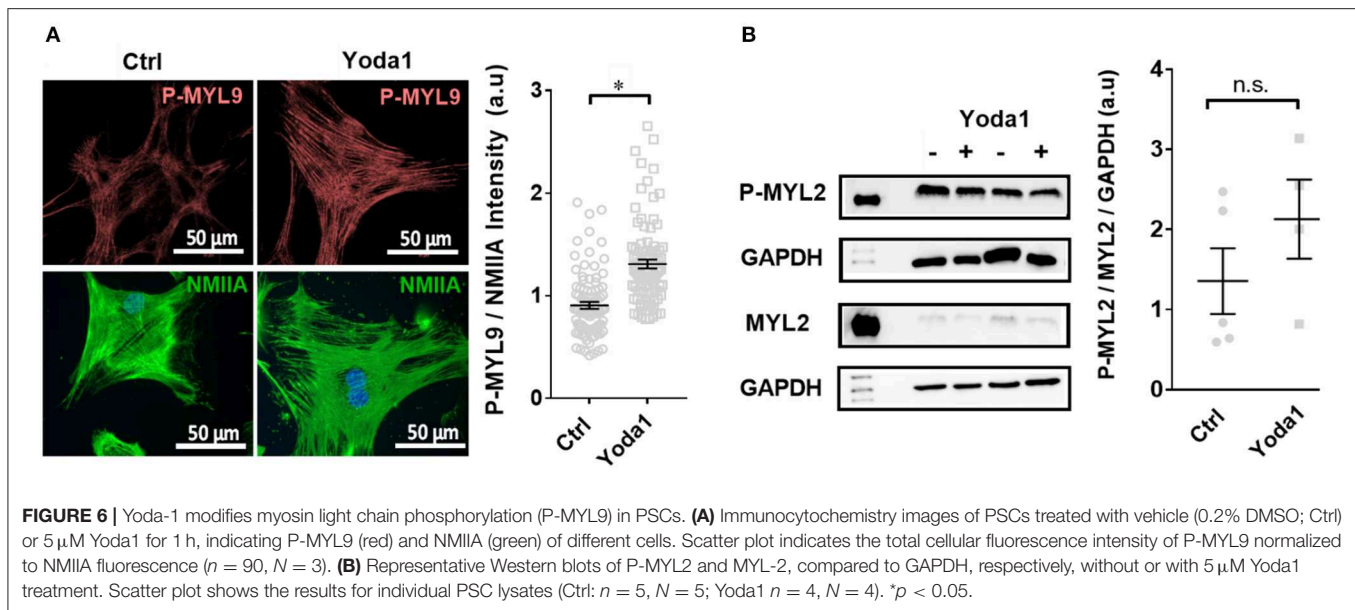 A
Ctrl
Yoda1
P-MYL9
P-MYL9
50 µm
50 µm
NMIIA
NMIIA
50 µm
50 µm
P-MYL9 / NMIIA Intensity (a.u)
3
2
1
0
*
Ctrl
Yoda1
B
Yoda1
- + - +
P-MYL2
GAPDH
MYL2
GAPDH
P-MYL2 / MYL2 / GAPDH (a.u)
4
3
2
1
0
n.s.
Ctrl
Yoda1
FIGURE 6 | Yoda-1 modifies myosin light chain phosphorylation (P-MYL9) in PSCs. (A) Immunocytochemistry images of PSCs treated with vehicle (0.2% DMSO; Ctrl)
or 5 µM Yoda1 for 1 h, indicating P-MYL9 (red) and NMIIA (green) of different cells. Scatter plot indicates the total cellular fluorescence intensity of P-MYL9 normalized
to NMIIA fluorescence (n = 90, N = 3). (B) Representative Western blots of P-MYL2 and MYL-2, compared to GAPDH, respectively, without or with 5 µM Yoda1
treatment. Scatter plot shows the results for individual PSC lysates (Ctrl: n = 5, N = 5; Yoda1 n = 4, N = 4). *p < 0.05.